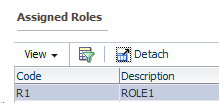 Assigned Roles
View Detach
Code Description
R1 ROLE1